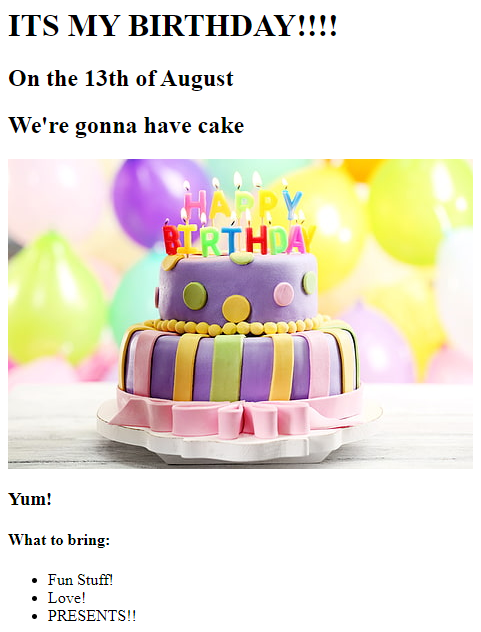 ITS MY BIRTHDAY!!!!
On the 13th of August
We're gonna have cake
HAPPY
BIRTHDAY
Yum!
What to bring:
Fun Stuff!
Love!
PRESENTS!!